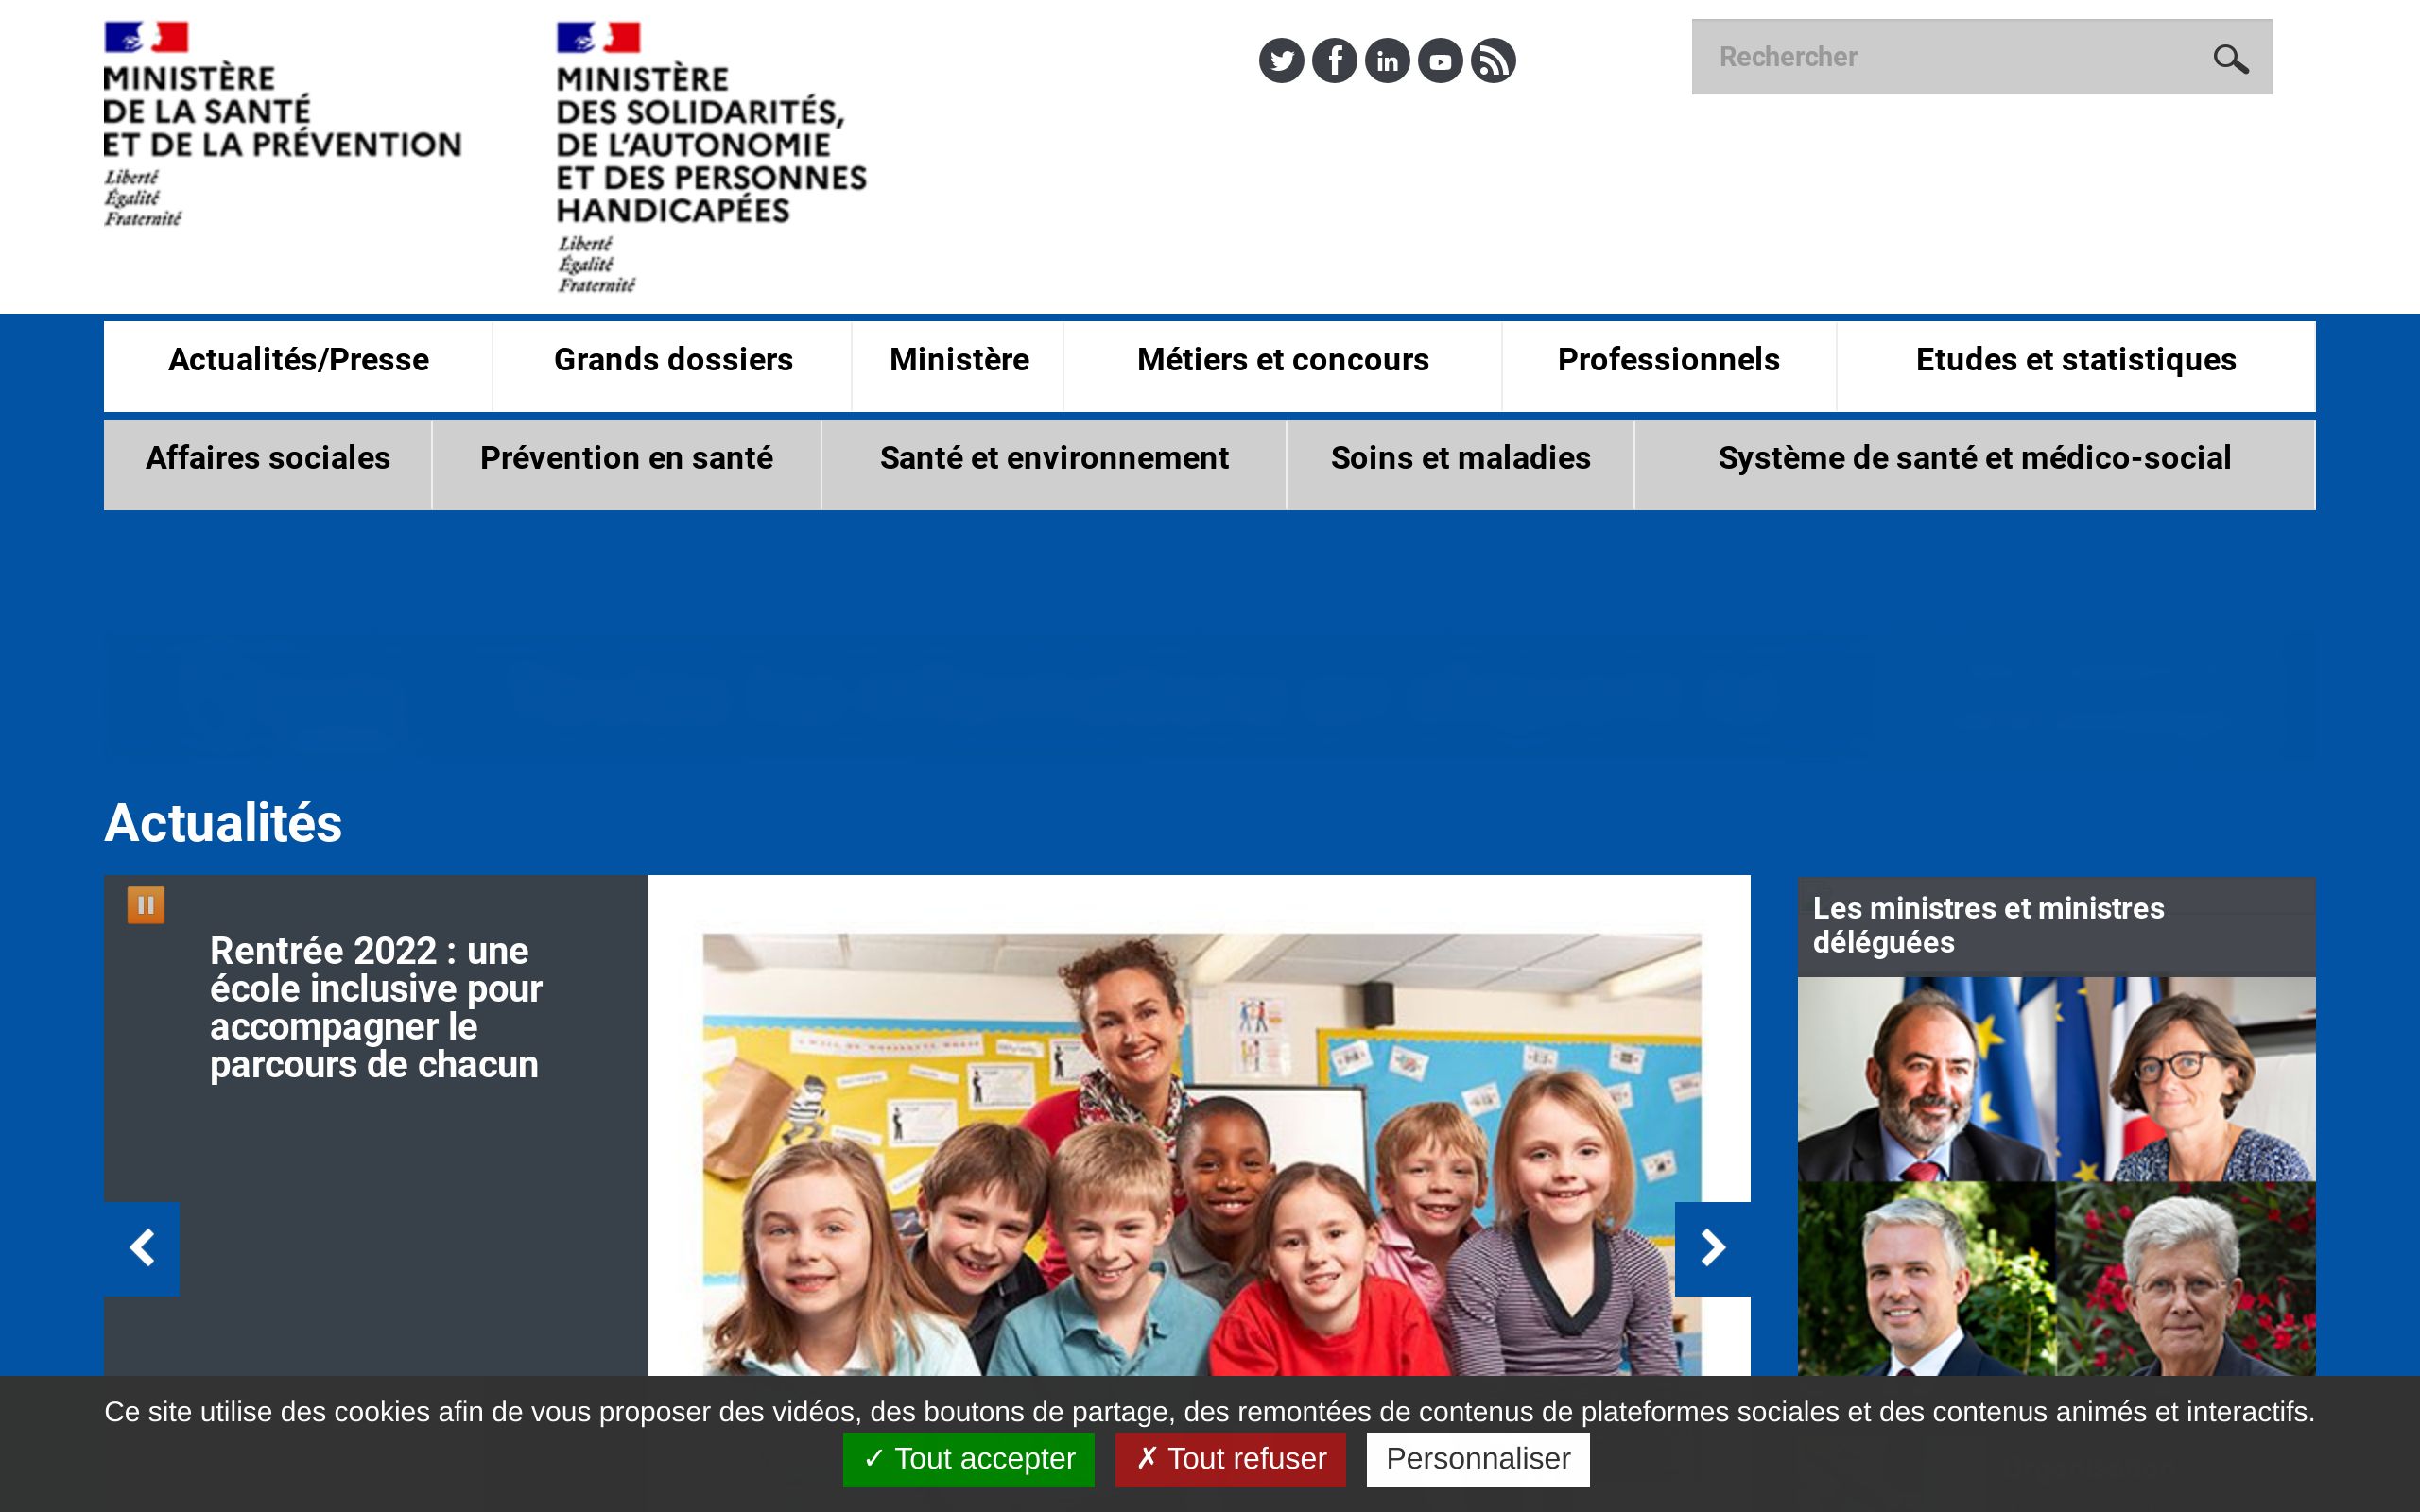 MINISTÈRE
DE LA SANTÉ
ET DE LA PRÉVENTION
Liberté
Égalité
Fraternité
MINISTÈRE
DES SOLIDARITÉS,
DE L'AUTONOMIE
ET DES PERSONNES
HANDICAPÉES
Liberté
Égalité
Fraternité
Rechercher
Actualités/Presse
Grands dossiers
Ministère
Métiers et concours
Professionnels
Etudes et statistiques
Affaires sociales
Prévention en santé
Santé et environnement
Soins et maladies
Système de santé et médico-social
Actualités
Rentrée 2022 : une
école inclusive pour
accompagner le
parcours de chacun
Les ministres et ministres
déléguées
Ce site utilise des cookies afin de vous proposer des vidéos, des boutons de partage, des remontées de contenus de plateformes sociales et des contenus animés et interactifs.
✓ Tout accepter
✗ Tout refuser
Personnaliser